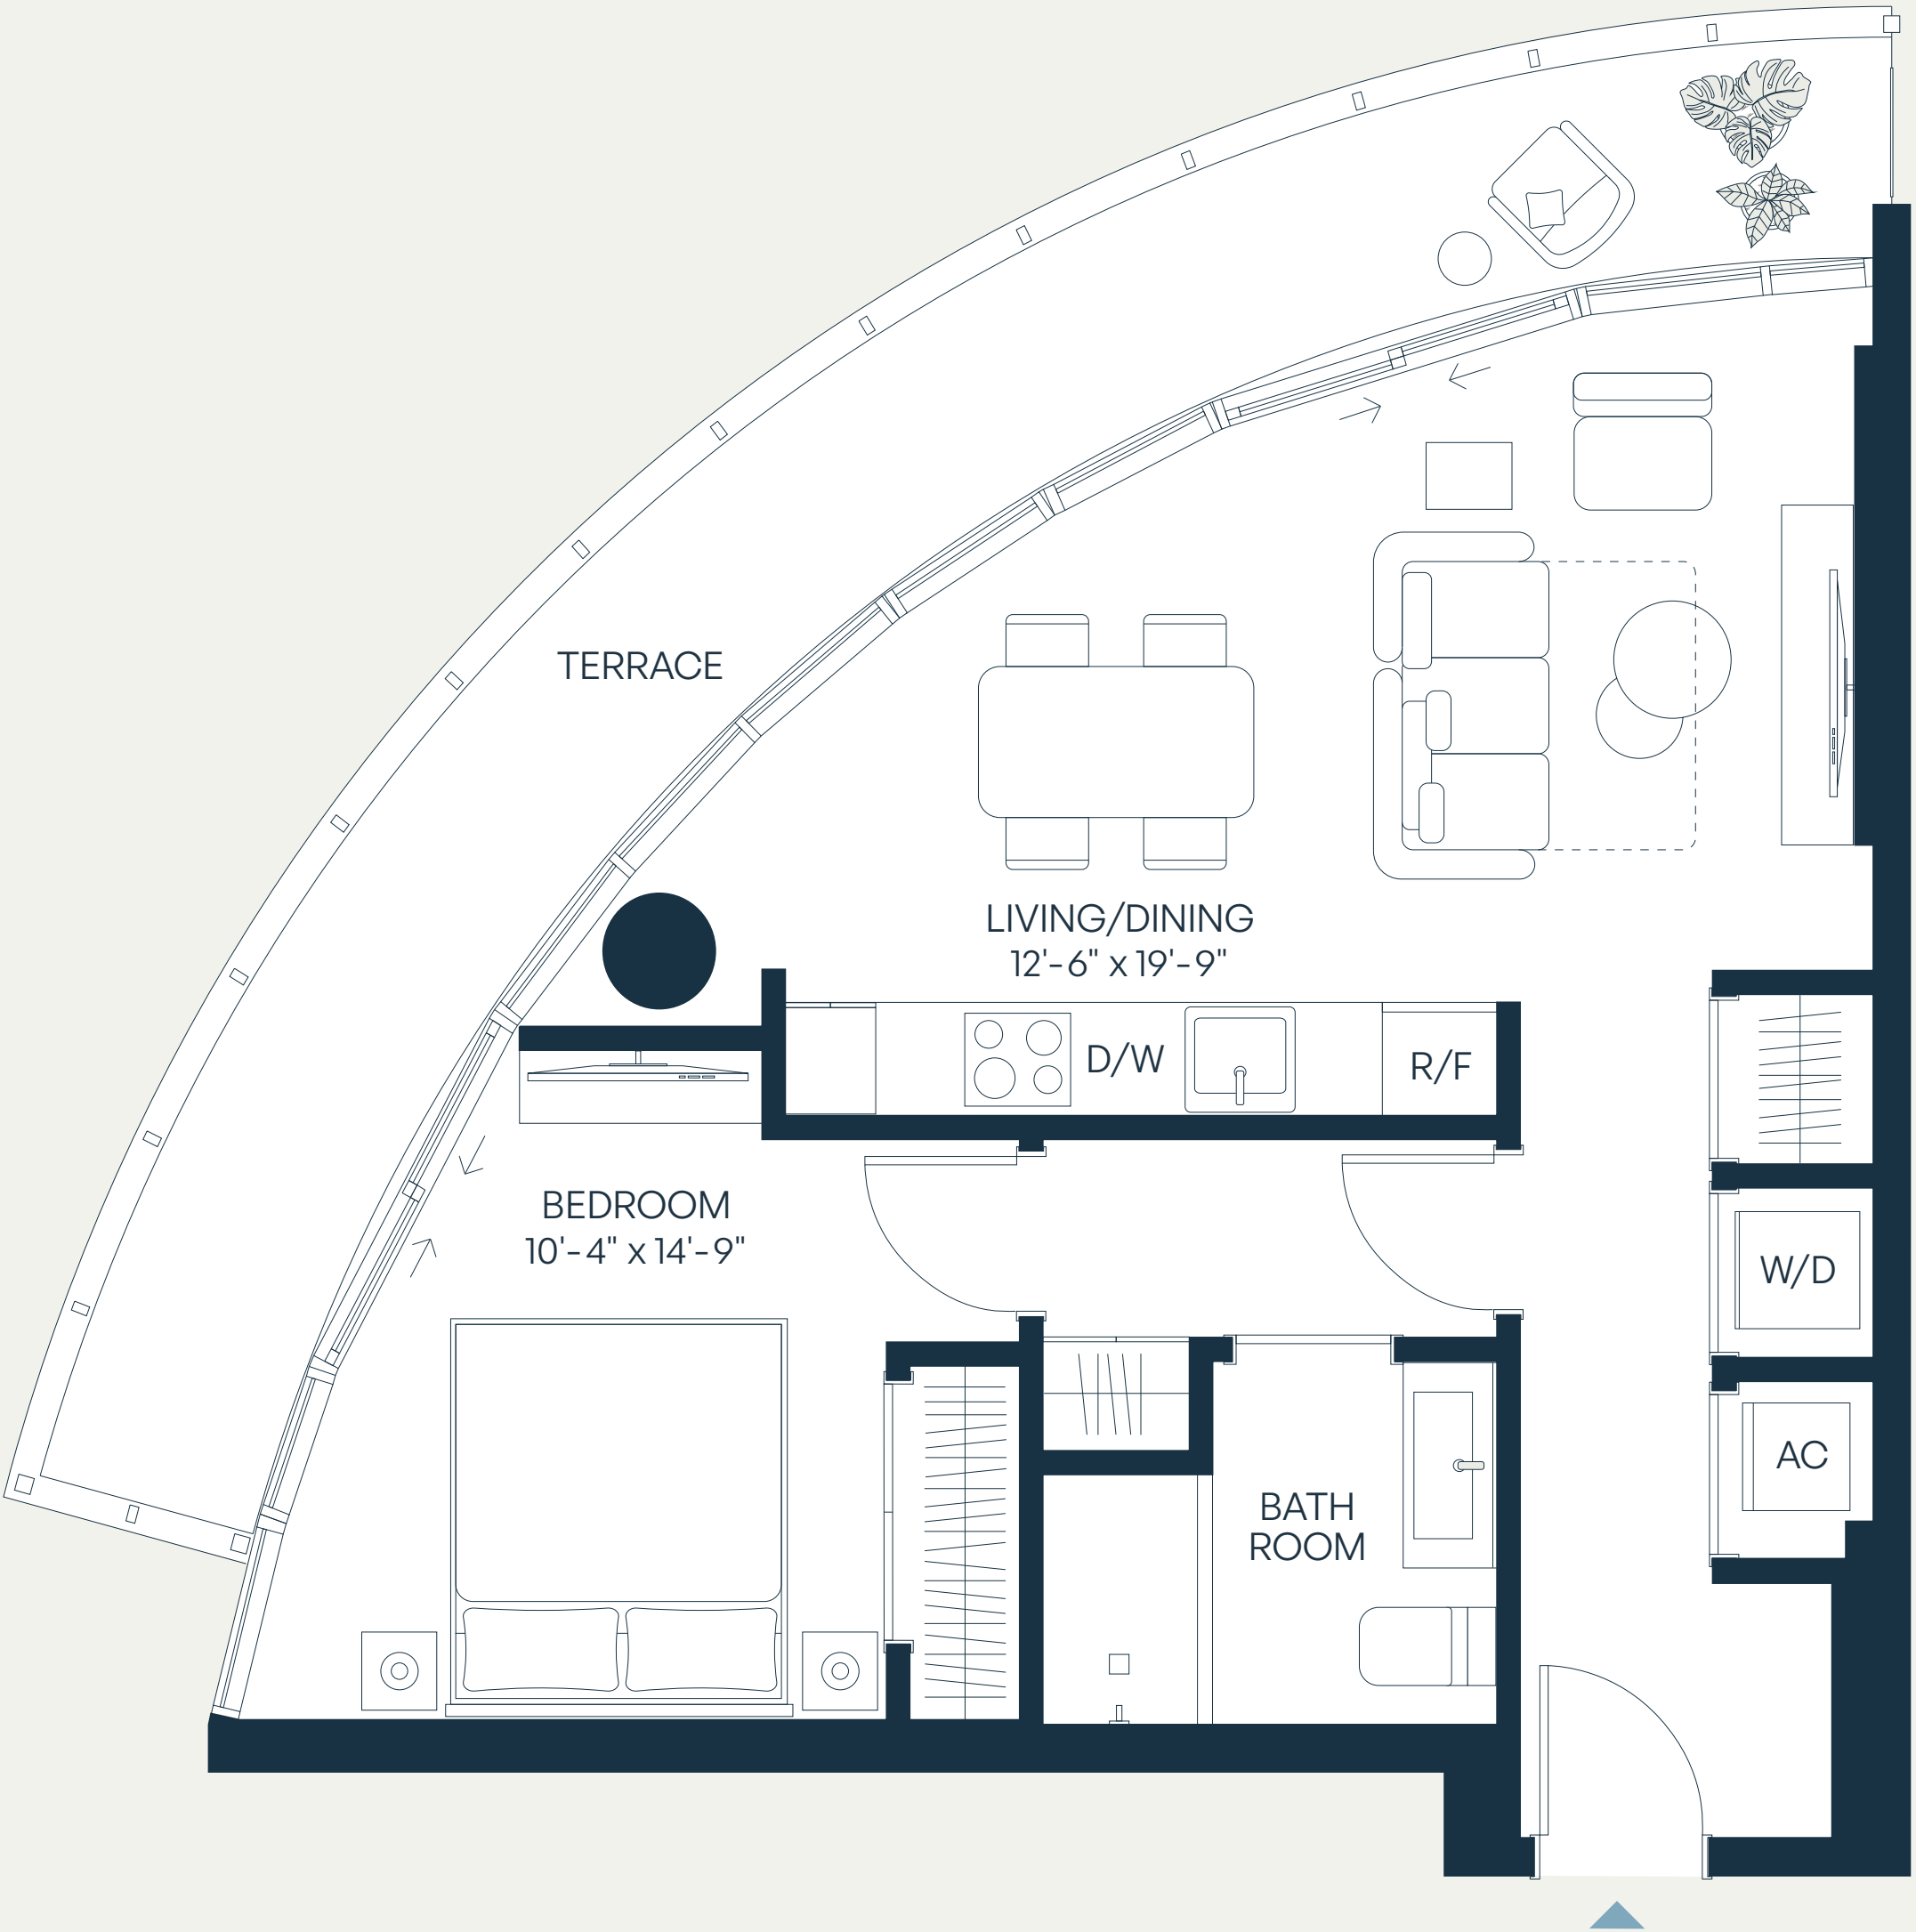 TERRACE
LIVING/DINING
12'-6" x 19'-9"
D/W
R/F
BEDROOM
10'-4" x 14'-9"
W/D
AC
BATH
ROOM